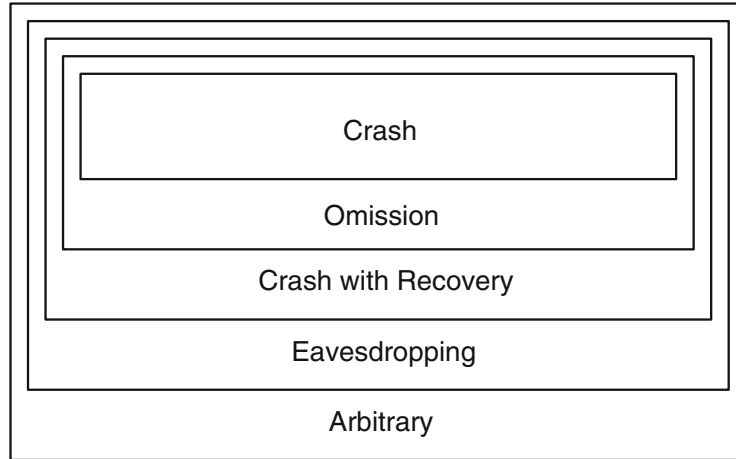 Crash
Omission
Crash with Recovery
Eavesdropping
Arbitrary